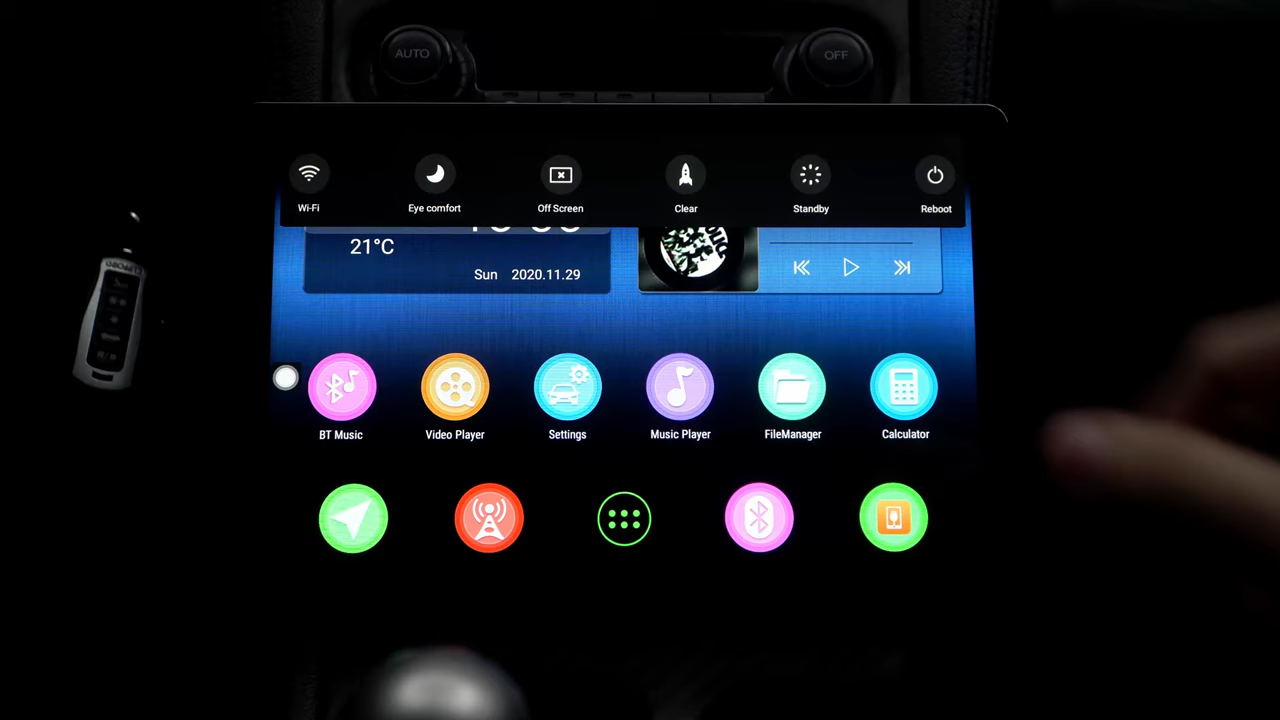 AUTO
OFF
Wi-Fi
Eye comfort
Off Screen
Clear
Standby
Reboot
21°C
Sun 2020.11.29
BT Music
Video Player
Settings
Music Player
FileManager
Calculator